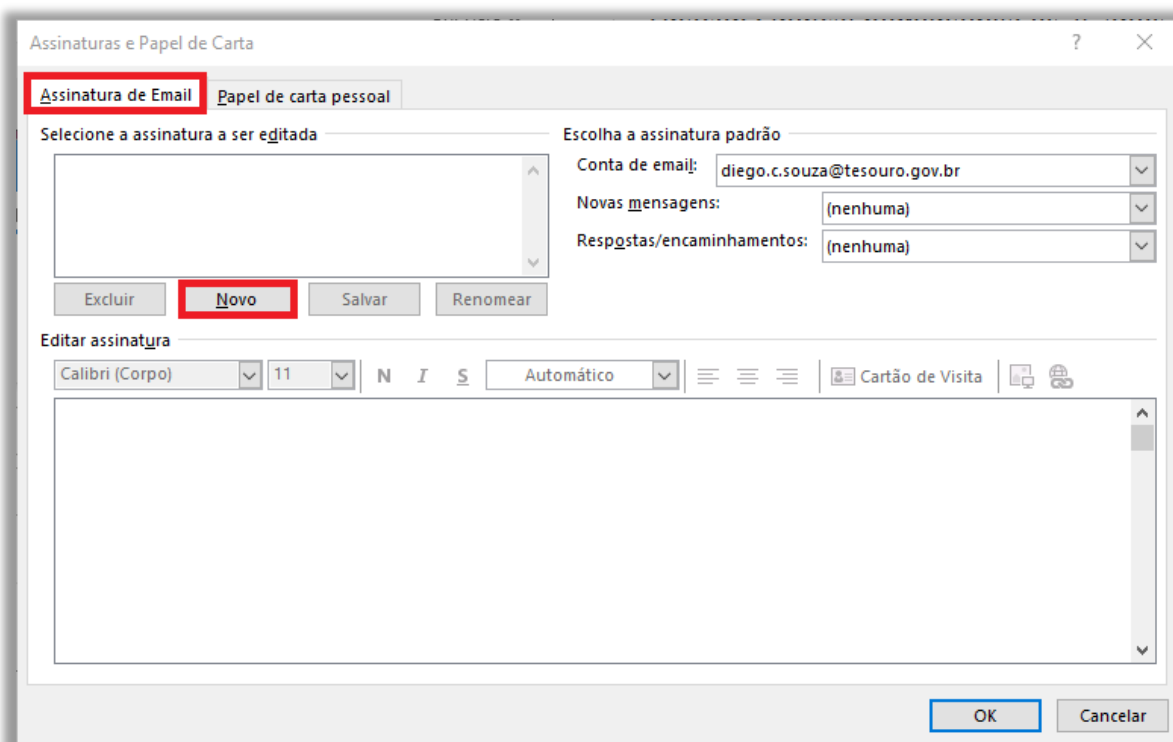 Assinaturas e Papel de Carta
?
Assinatura de Email
Papel de carta pessoal
Selecione a assinatura a ser editada
Excluir
Novo
Salvar
Renomear
Escolha a assinatura padrão
Conta de email: diego.c.souza@tesouro.gov.br
Novas mensagens: (nenhuma)
Respostas/encaminhamentos: (nenhuma)
Editar assinatura
Calibri (Corpo) 11 N I S Automático Cartão de Visita
OK
Cancelar